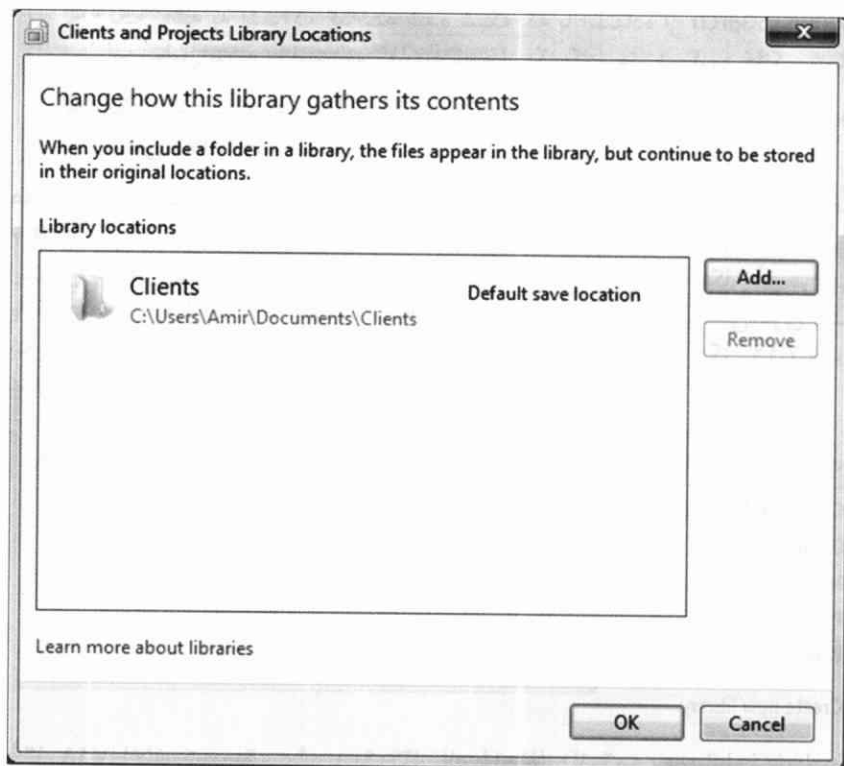 Clients and Projects Library Locations
Change how this library gathers its contents
When you include a folder in a library, the files appear in the library, but continue to be stored
in their original locations.
Library locations
Clients
Default save location
C:\Users\Amir\Documents\Clients
Add...
Remove
Learn more about libraries
OK
Cancel